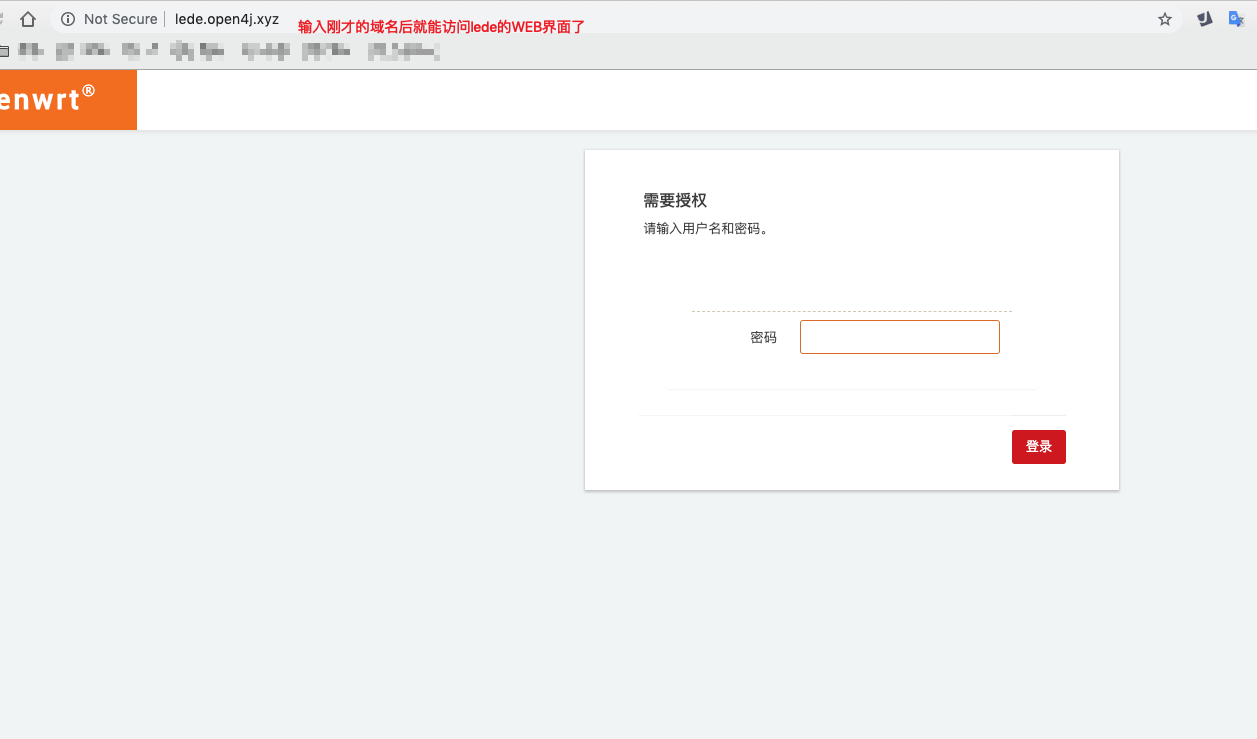 Not Secure lede.open4j.xyz 输入刚才的域名后就能访问lede的WEB界面了
enwrt®
需要授权
请输入用户名和密码。
密码
登录